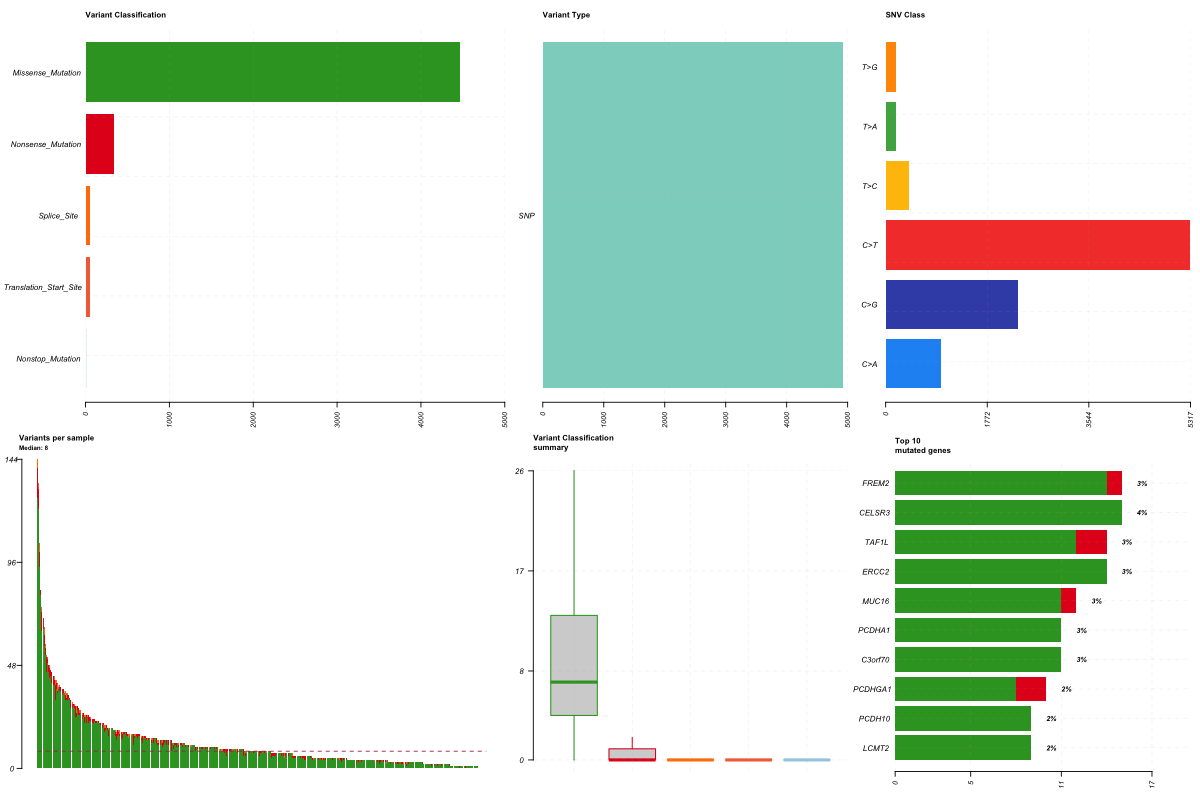 Variant Classification
Missense_Mutation
Nonsense_Mutation
Splice_Site
Translation_Start_Site
Nonstop_Mutation
0
1000
2000
3000
4000
5000
Variant Type
SNP
0
1000
2000
3000
4000
5000
SNV Class
T>G
T>A
T>C
C>T
C>G
C>A
0
1772
3544
5317
Variants per sample
Median: 8
144
96
48
0
Variant Classification
summary
26
17
8
0
Top 10
mutated genes
FREM2 3%
CELSR3 4%
TAF1L 3%
ERCC2 3%
MUC16 3%
PCDHA1 3%
C3orf70 3%
PCDHGA1 2%
PCDH10 2%
LCMT2 2%
0
5
11
17